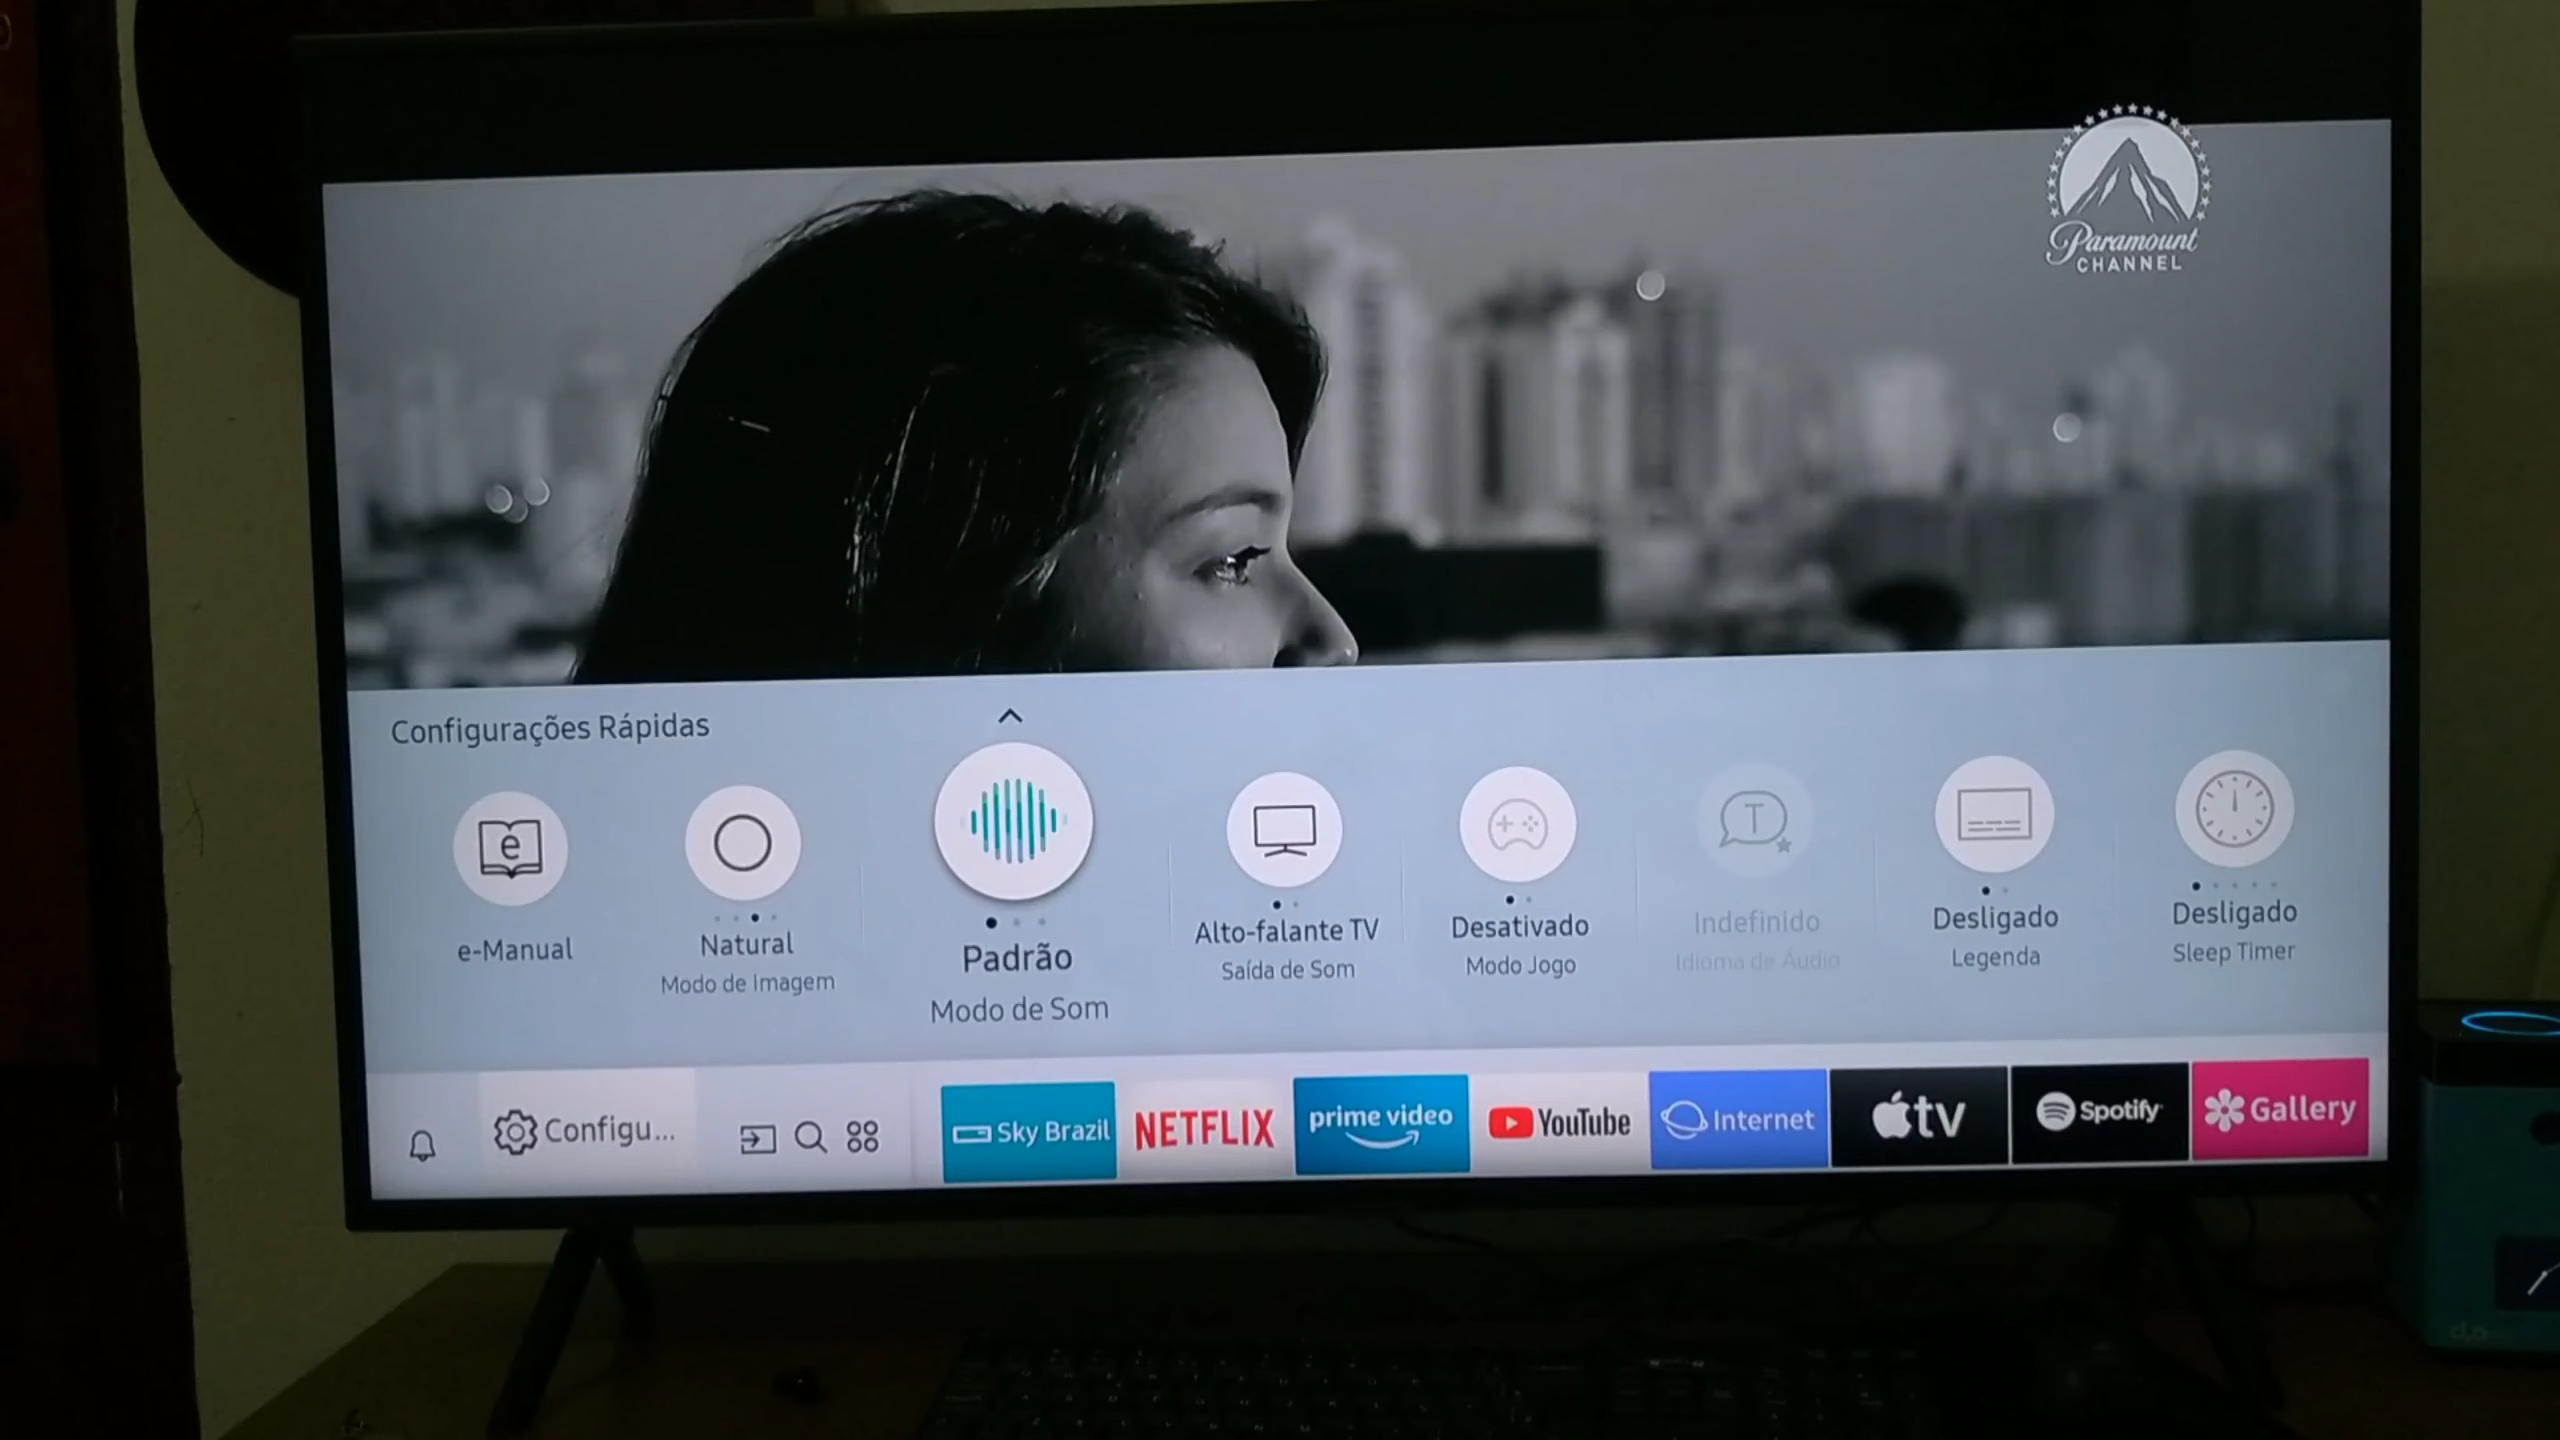 Paramount
CHANNEL
Configurações Rápidas
e
T
e-Manual
Natural
Modo de Imagem
Padrão
Modo de Som
Alto-falante TV
Saída de Som
Desativado
Modo Jogo
Indefinido
Idioma de Áudio
Desligado
Legenda
Desligado
Sleep Timer
Configu...
Sky Brazil
NETFLIX
prime video
YouTube
Internet
tv
Spotify
Gallery